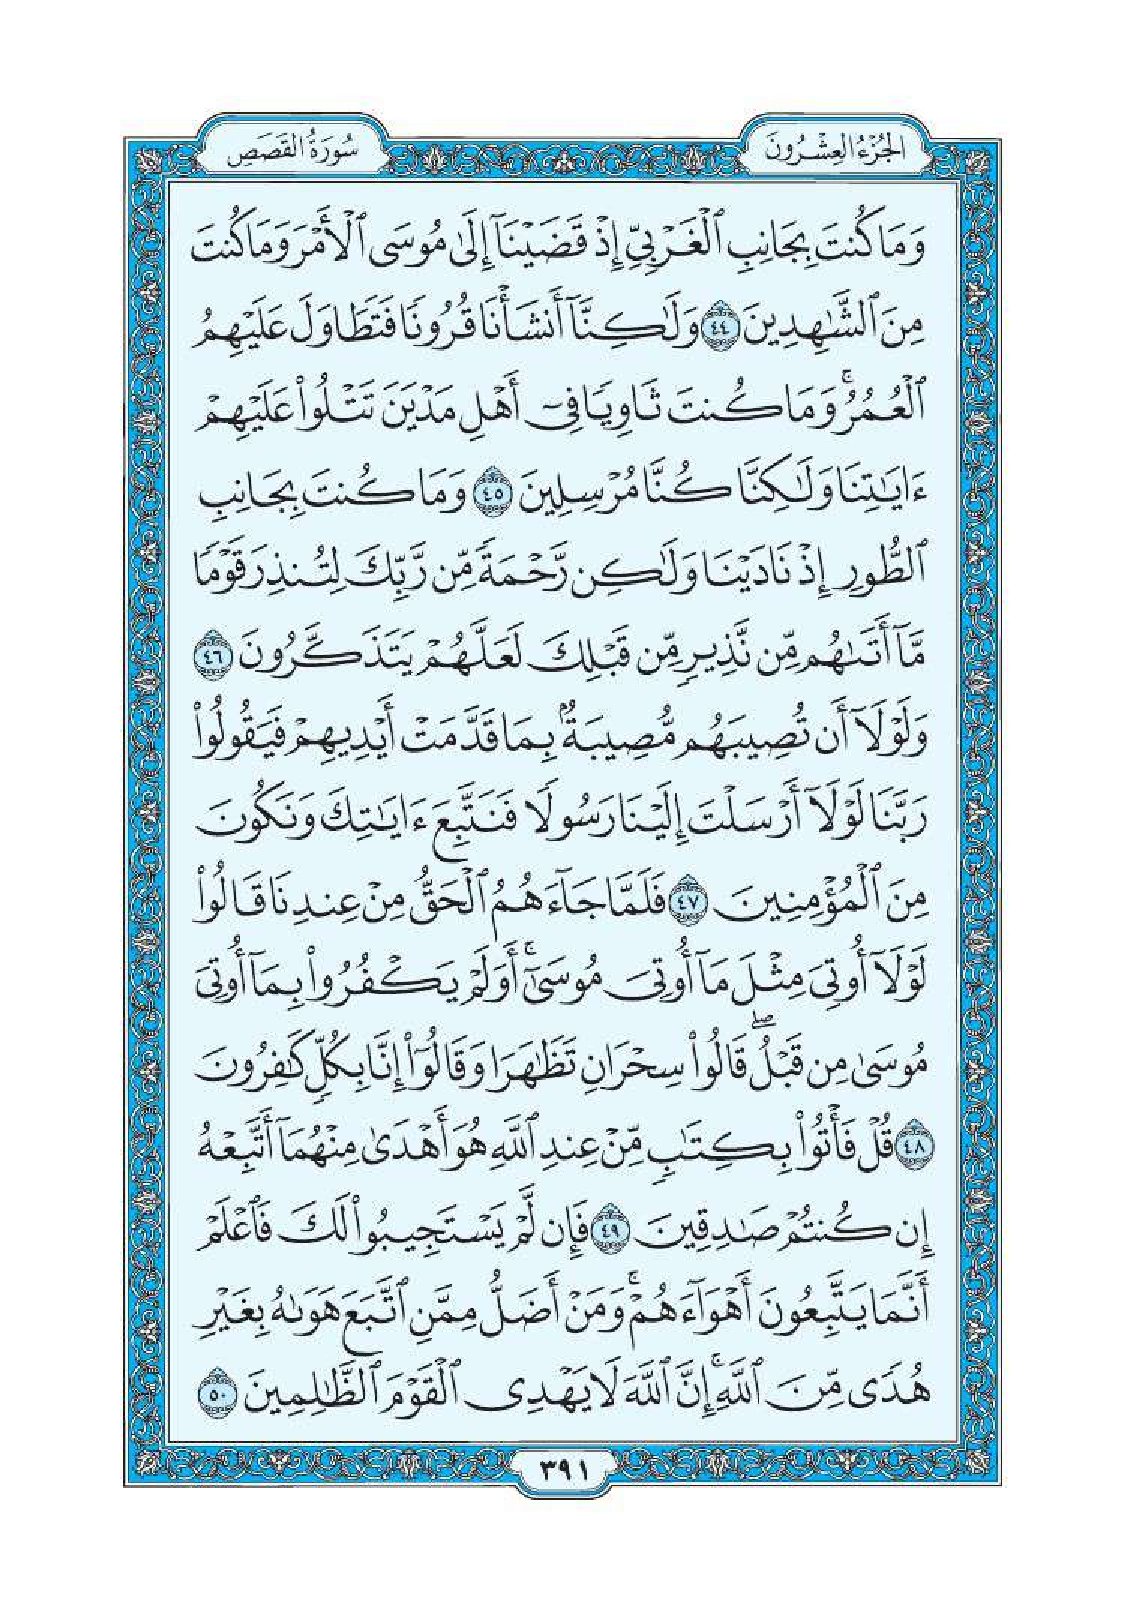 الجُزْءُ العِشْرُونَ
سُورَةُ القَصَصِ
وَمَا كُنتَ بِجَانِبِ ٱلْغَرْبِيِّ إِذْ قَضَيْنَآ إِلَىٰ مُوسَى ٱلْأَمْرَ وَمَا كُنتَ
مِنَ ٱلشَّٰهِدِينَ ٤٤ وَلَٰكِنَّآ أَنشَأْنَا قُرُونًا فَتَطَاوَلَ عَلَيْهِمُ
ٱلْعُمُرُۚ وَمَا كُنتَ ثَاوِيًا فِىٓ أَهْلِ مَدْيَنَ تَتْلُوا۟ عَلَيْهِمْ
ءَايَٰتِنَا وَلَٰكِنَّا كُنَّا مُرْسِلِينَ ٤٥ وَمَا كُنتَ بِجَانِبِ
ٱلطُّورِ إِذْ نَادَيْنَا وَلَٰكِن رَّحْمَةً مِّن رَّبِّكَ لِتُنذِرَ قَوْمًا
مَّآ أَتَىٰهُم مِّن نَّذِيرٍ مِّن قَبْلِكَ لَعَلَّهُمْ يَتَذَكَّرُونَ ٤٦
وَلَوْلَآ أَن تُصِيبَهُم مُّصِيبَةٌۢ بِمَا قَدَّمَتْ أَيْدِيهِمْ فَيَقُولُوا۟
رَبَّنَا لَوْلَآ أَرْسَلْتَ إِلَيْنَا رَسُولًا فَنَتَّبِعَ ءَايَٰتِكَ وَنَكُونَ
مِنَ ٱلْمُؤْمِنِينَ ٤٧ فَلَمَّا جَآءَهُمُ ٱلْحَقُّ مِنْ عِندِنَا قَالُوا۟
لَوْلَآ أُوتِىَ مِثْلَ مَآ أُوتِىَ مُوسَىٰٓۚ أَوَلَمْ يَكْفُرُوا۟ بِمَآ أُوتِىَ
مُوسَىٰ مِن قَبْلُۖ قَالُوا۟ سِحْرَانِ تَظَٰهَرَا وَقَالُوٓا۟ إِنَّا بِكُلٍّ كَٰفِرُونَ
٤٨ قُلْ فَأْتُوا۟ بِكِتَٰبٍ مِّنْ عِندِ ٱللَّهِ هُوَ أَهْدَىٰ مِنْهُمَآ أَتَّبِعْهُ
إِن كُنتُمْ صَٰدِقِينَ ٤٩ فَإِن لَّمْ يَسْتَجِيبُوا۟ لَكَ فَٱعْلَمْ
أَنَّمَا يَتَّبِعُونَ أَهْوَآءَهُمْۚ وَمَنْ أَضَلُّ مِمَّنِ ٱتَّبَعَ هَوَىٰهُ بِغَيْرِ
هُدًى مِّنَ ٱللَّهِۚ إِنَّ ٱللَّهَ لَا يَهْدِى ٱلْقَوْمَ ٱلظَّٰلِمِينَ ٥٠
٣٩١